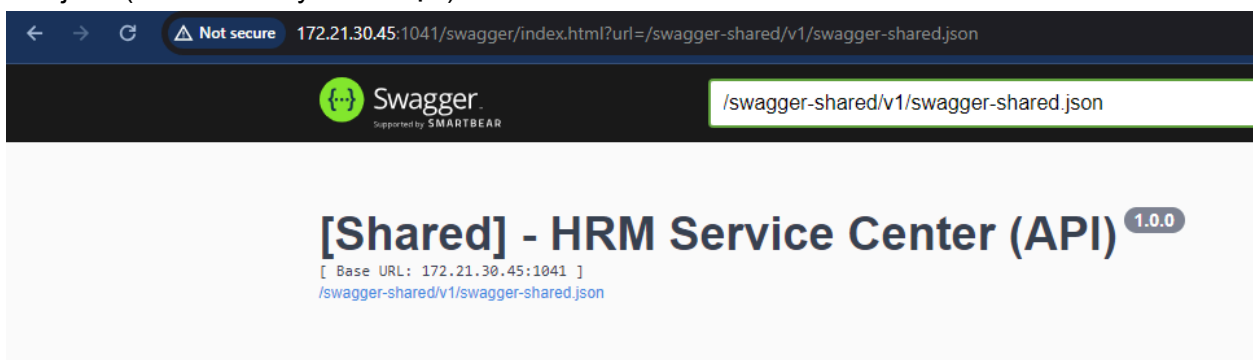 Not secure 172.21.30.45:1041/swagger/index.html?url=/swagger-shared/v1/swagger-shared.json
{...} Swagger.
Supported by SMARTBEAR
/swagger-shared/v1/swagger-shared.json
[Shared] - HRM Service Center (API) 1.0.0
[ Base URL: 172.21.30.45:1041 ]
/swagger-shared/v1/swagger-shared.json